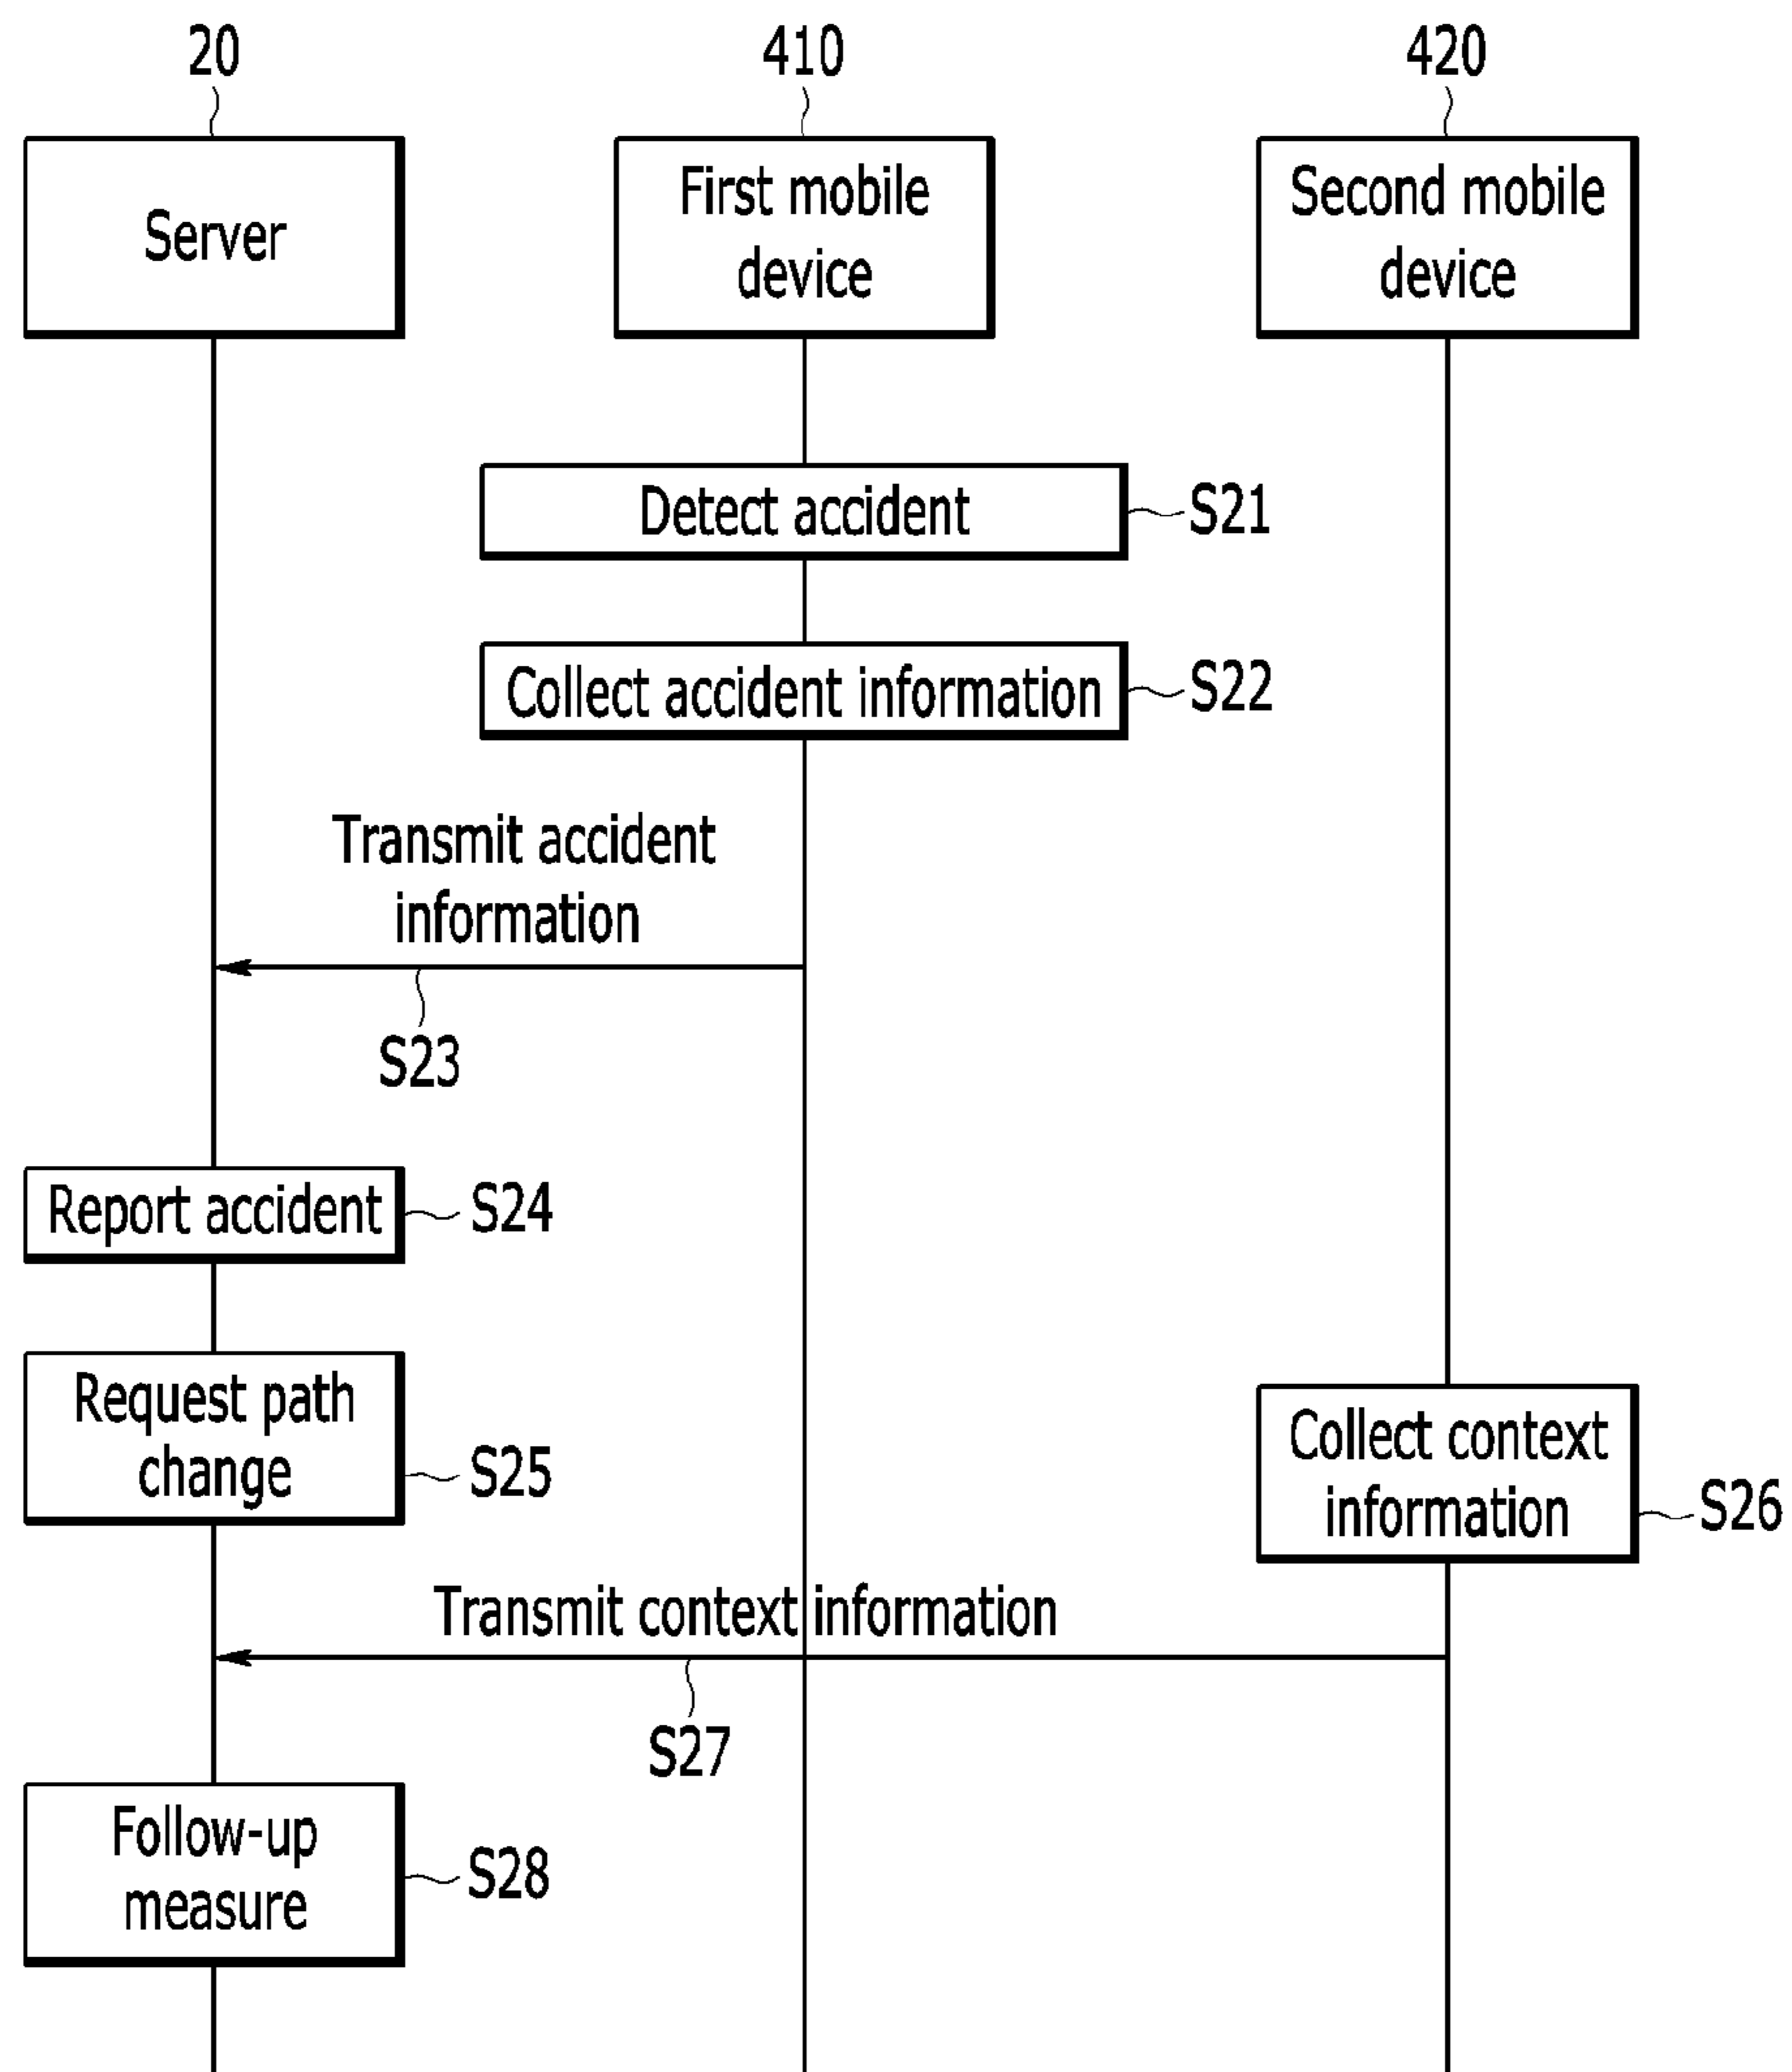 20
410
420
Server
First mobile
device
Second mobile
device
Detect accident
S21
Collect accident information
S22
Transmit accident
information
S23
Report accident
S24
Request path
change
S25
Collect context
information
S26
Transmit context information
S27
Follow-up
measure
S28